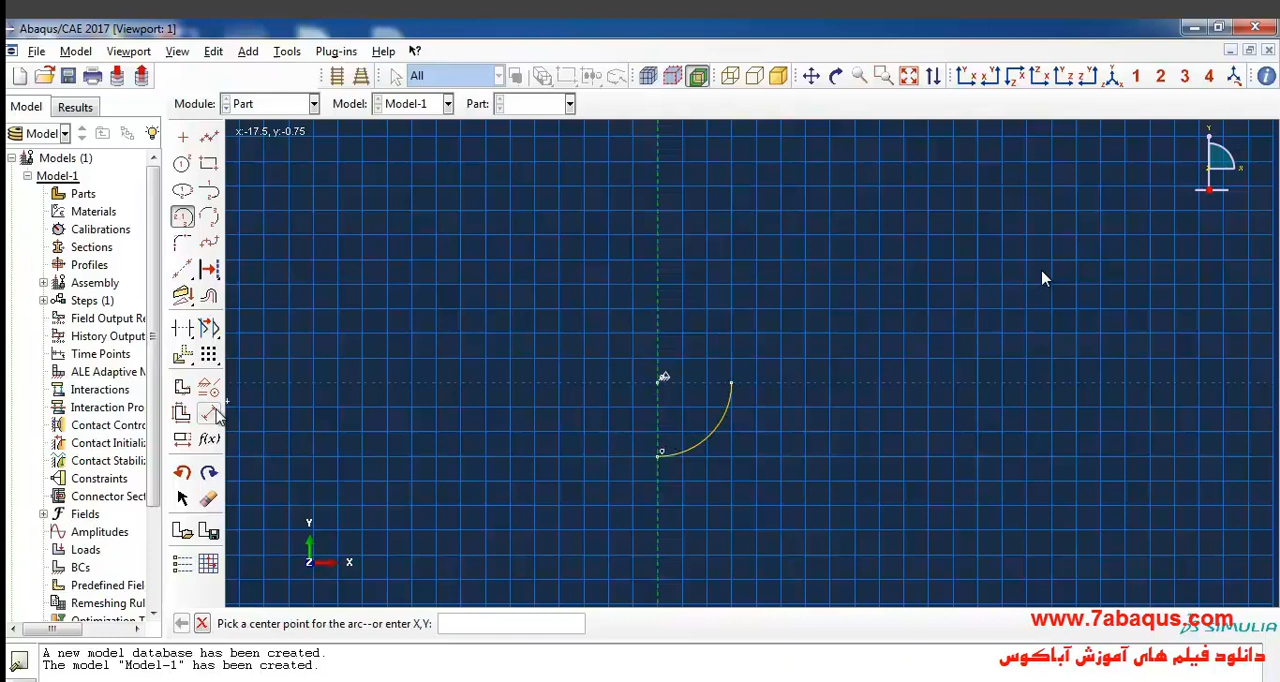 Abaqus/CAE 2017 [Viewport: 1]
File Model Viewport View Edit Add Tools Plug-ins Help
All
1 2 3 4
Model Results
Module: Part Model: Model-1 Part:
Model
x:-17.5, y:-0.75
Models (1)
Model-1
Parts
Materials
Calibrations
Sections
Profiles
Assembly
Steps (1)
Field Output Re
History Output
Time Points
ALE Adaptive M
Interactions
Interaction Pro
Contact Contro
Contact Initializ
Contact Stabiliz
Constraints
Connector Sect
Fields
Amplitudes
Loads
BCs
Predefined Fiel
Remeshing Rul
f(x)
Y
X
Z
Y
X
Pick a center point for the arc--or enter X,Y:
www.7abaqus.com
SIMULIA
دانلود فیلم های آموزش آباکوس
A new model database has been created.
The model "Model-1" has been created.